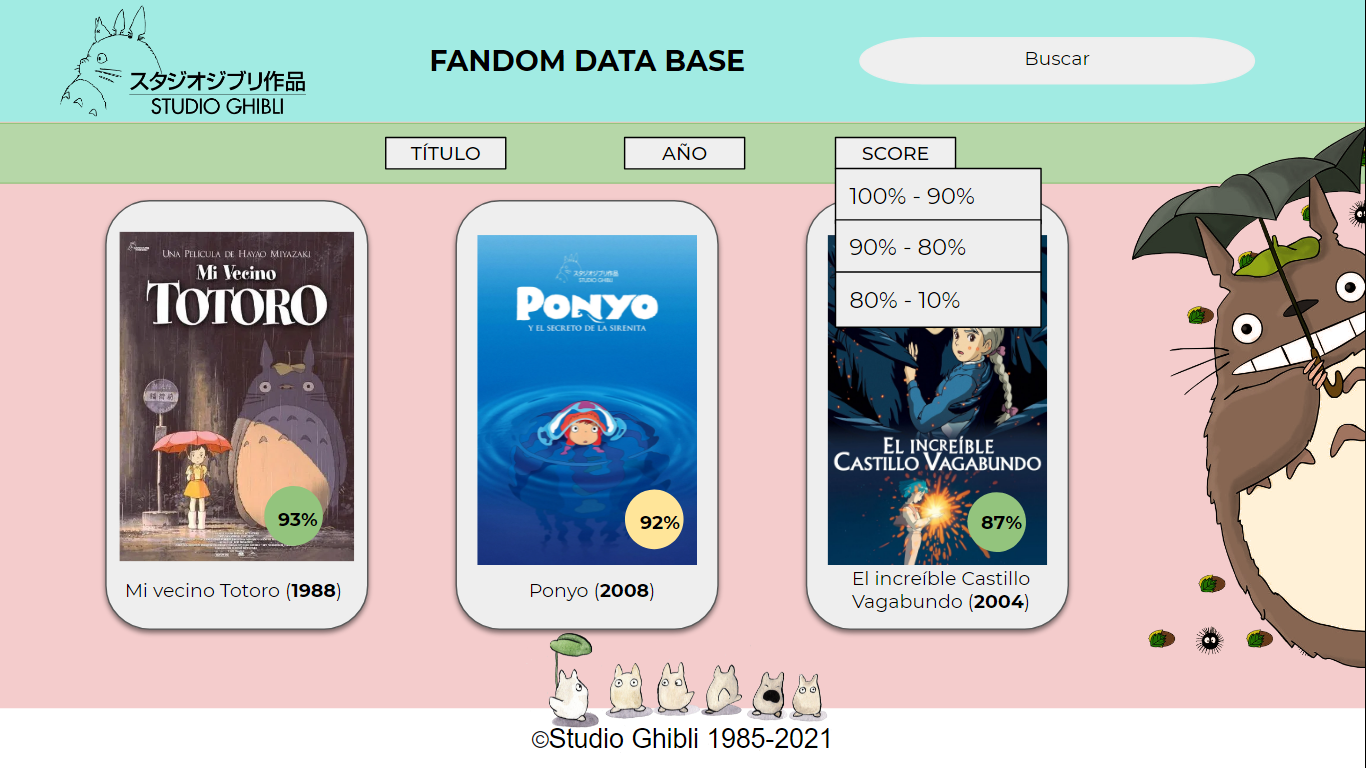 スタジオジブリ作品
STUDIO GHIBLI
FANDOM DATA BASE
Buscar
TÍTULO
AÑO
SCORE
100% - 90%
90% - 80%
80% - 10%
UNA PELÍCULA DE HAYAO MIYAZAKI
Mi Vecino
TOTORO
93%
Mi vecino Totoro (1988)
スタジオジブリ作品
STUDIO GHIBLI
PONYO
Y EL SECRETO DE LA SIRENITA
92%
Ponyo (2008)
EL INCREÍBLE
CASTILLO VAGABUNDO
87%
El increíble Castillo
Vagabundo (2004)
©Studio Ghibli 1985-2021